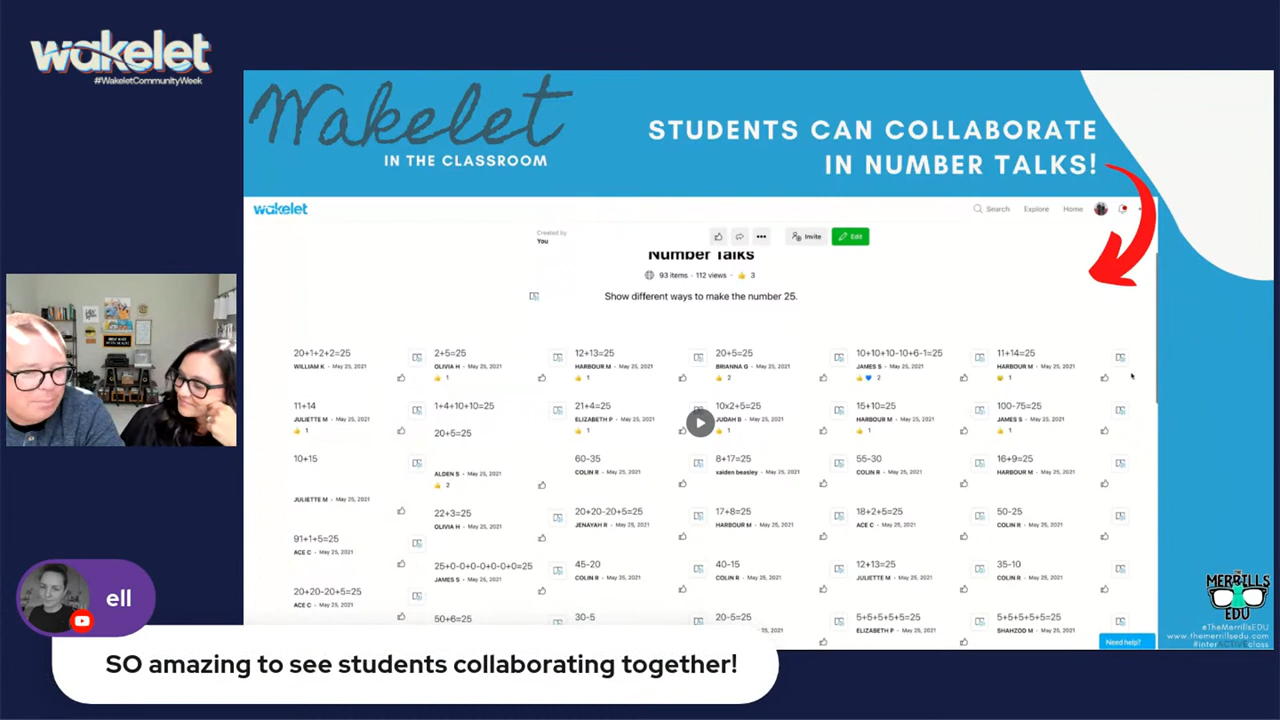 wakelet
#WakeletCommunityWeek
Wakelet
IN THE CLASSROOM
STUDENTS CAN COLLABORATE
IN NUMBER TALKS!
wakelet
Search Explore Home
Created by
You
Invite Edit
Number Talks
93 items · 112 views · 3
Show different ways to make the number 25.
20+1+2+2=25
WILLIAM K · May 25, 2021
2+5=25
OLIVIA H · May 25, 2021
1
12+13=25
HARBOUR M · May 25, 2021
1
20+5=25
BRIANNA G · May 25, 2021
2
10+10+10-10+6-1=25
JAMES S · May 25, 2021
2
11+14=25
HARBOUR M · May 25, 2021
1
11+14
JULIETTE M · May 25, 2021
1
1+4+10+10=25
21+4=25
ELIZABETH P · May 25, 2021
1
10x2+5=25
JUDAH B · May 25, 2021
1
15+10=25
HARBOUR M · May 25, 2021
1
100-75=25
JAMES S · May 25, 2021
1
20+5=25
ALDEN S · May 25, 2021
2
10+15
JULIETTE M · May 25, 2021
60-35
COLIN R · May 25, 2021
8+17=25
vaiden beasley · May 25, 2021
55-30
COLIN R · May 25, 2021
16+9=25
HARBOUR M · May 25, 2021
22+3=25
OLIVIA H · May 25, 2021
20+20-20+5=25
JENAYAH R · May 25, 2021
17+8=25
HARBOUR M · May 25, 2021
18+2+5=25
ACE C · May 25, 2021
50-25
COLIN R · May 25, 2021
91+1+5=25
ACE C · May 25, 2021
25+0-0+0-0+0+0=25
JAMES S · May 26, 2021
45-20
COLIN R · May 25, 2021
40-15
COLIN R · May 25, 2021
12+13=25
JULIETTE M · May 25, 2021
35-10
COLIN R · May 25, 2021
20+20-20+5=25
ACE C · May 25, 2021
50+6=25
30-5
20-5=25
15, 2021
5+5+5+5+5=25
ELIZABETH P · May 25, 2021
5+5+5+5+5=25
SHAHZOD M · May 25, 2021
Need help?
THE
MERRILLS
EDU
@TheMerrillsEDU
www.themerrillsedu.com
#interACTIVEclass
ell
SO amazing to see students collaborating together!